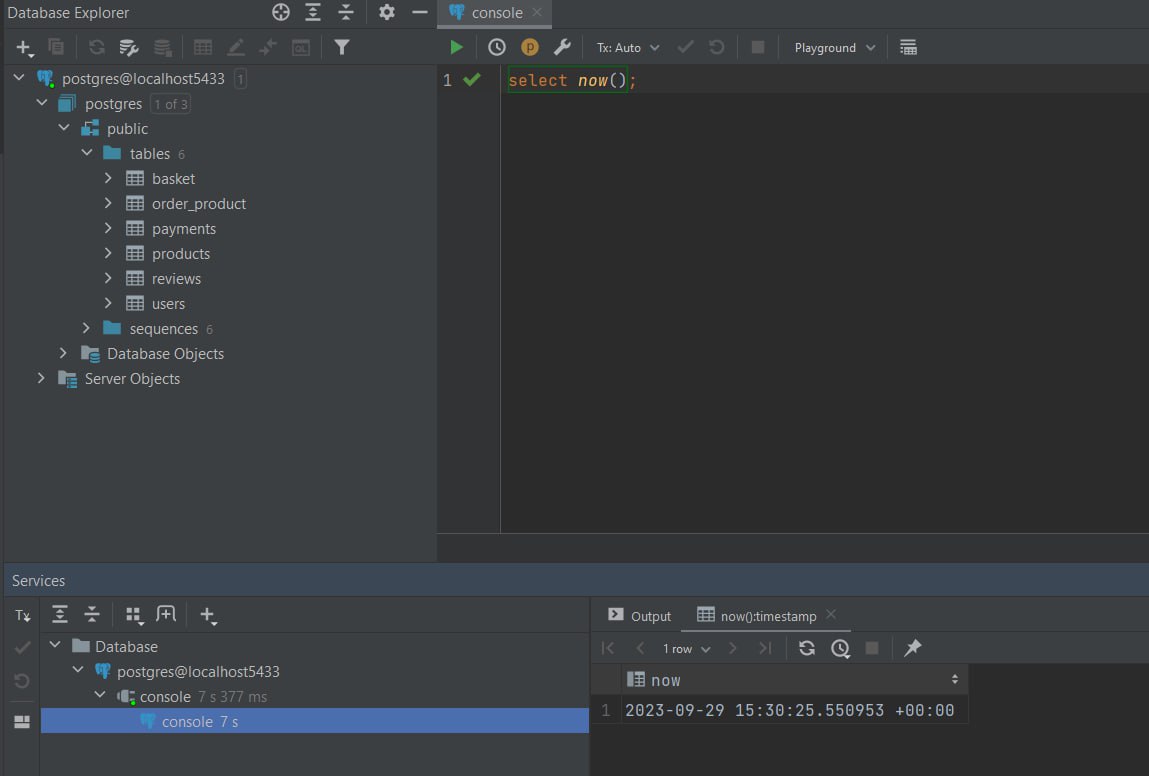 Database Explorer
postgres@localhost5433 1
postgres 1 of 3
public
tables 6
basket
order_product
payments
products
reviews
users
sequences 6
Database Objects
Server Objects
console
p Tx: Auto Playground
1 select now();
Services
Tx
Database
postgres@localhost5433
console 7 s 377 ms
console 7 s
Output now():timestamp
1 row
now
1 2023-09-29 15:30:25.550953 +00:00